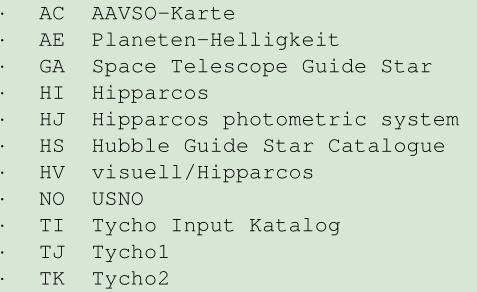 · AC AAVSO-Karte
· AE Planeten-Helligkeit
· GA Space Telescope Guide Star
· HI Hipparcos
· HJ Hipparcos photometric system
· HS Hubble Guide Star Catalogue
· HV visuell/Hipparcos
· NO USNO
· TI Tycho Input Katalog
· TJ Tycho1
· TK Tycho2